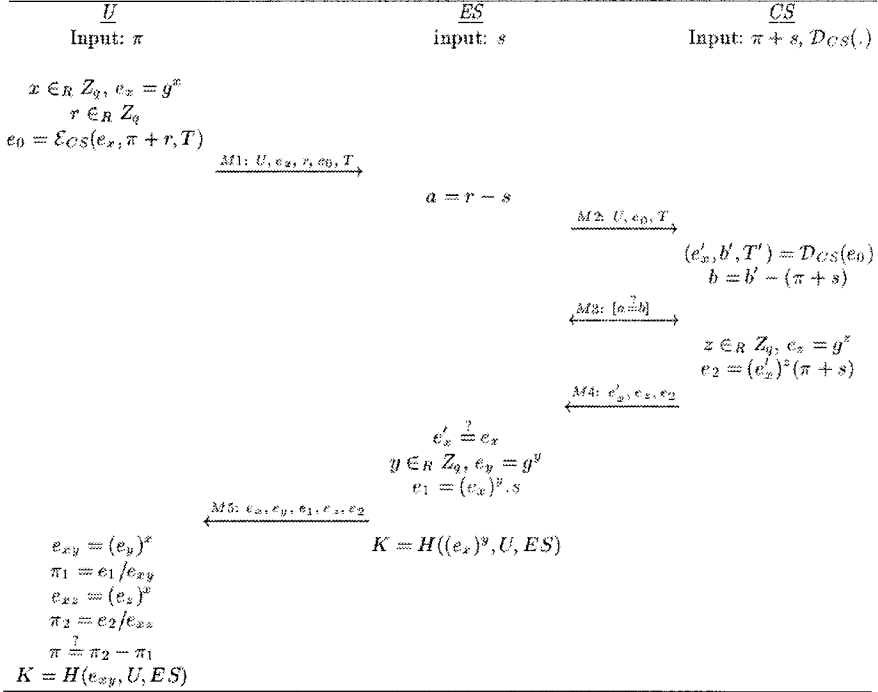 U ES CS
Input: π input: s Input: π + s, 𝒟_CS(.)
x ∈_R Z_q, e_x = g^x
r ∈_R Z_q
e_0 = ℰ_CS(e_x, π + r, T)
M1: U, e_x, r, e_0, T
a = r − s
M2: U, e_0, T
(e'_x, b', T') = 𝒟_CS(e_0)
b = b' − (π + s)
M3: [a ≟ b]
z ∈_R Z_q, e_z = g^z
e_2 = (e'_x)^z (π + s)
M4: e'_x, e_z, e_2
e'_x ≟ e_x
y ∈_R Z_q, e_y = g^y
e_1 = (e_x)^y.s
M5: e_x, e_y, e_1, e_z, e_2
e_xy = (e_y)^x K = H((e_x)^y, U, ES)
π_1 = e_1/e_xy
e_xz = (e_z)^x
π_2 = e_2/e_xz
π ≟ π_2 − π_1
K = H(e_xy, U, ES)